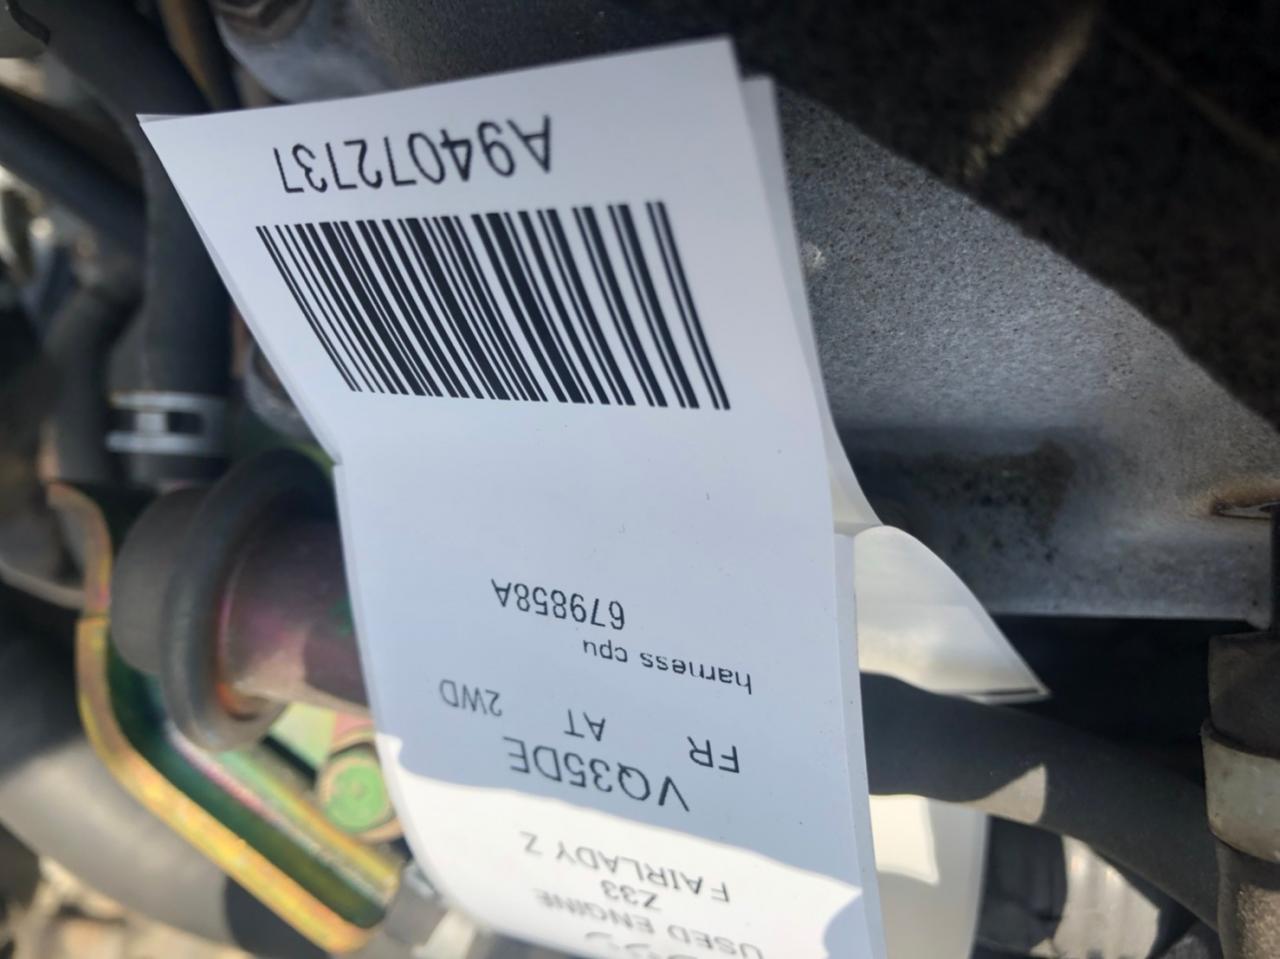 USED ENGINE
Z33
FAIRLADY Z
VQ35DE
FR AT 2WD
harness cpu
679858A
A94072737